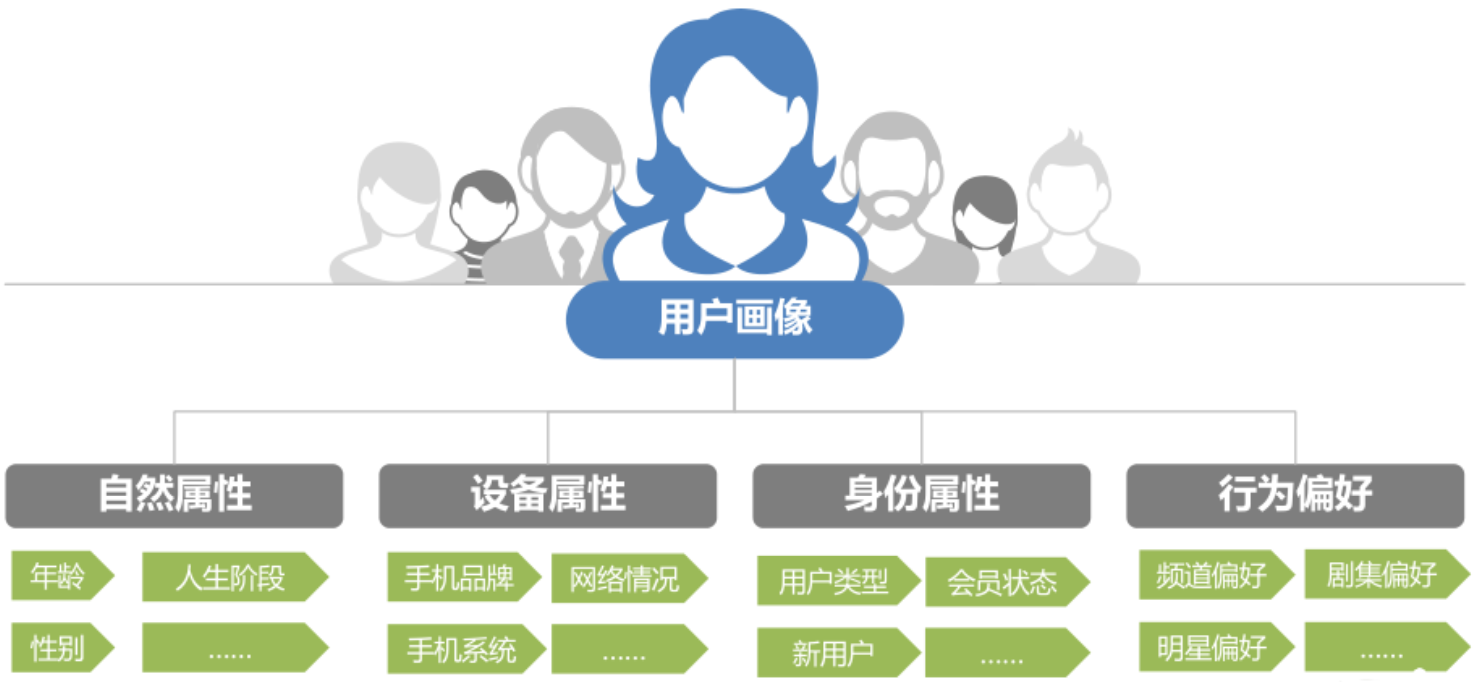 用户画像
自然属性 设备属性 身份属性 行为偏好
年龄 人生阶段 手机品牌 网络情况 用户类型 会员状态 频道偏好 剧集偏好
性别 …… 手机系统 …… 新用户 …… 明星偏好 ……